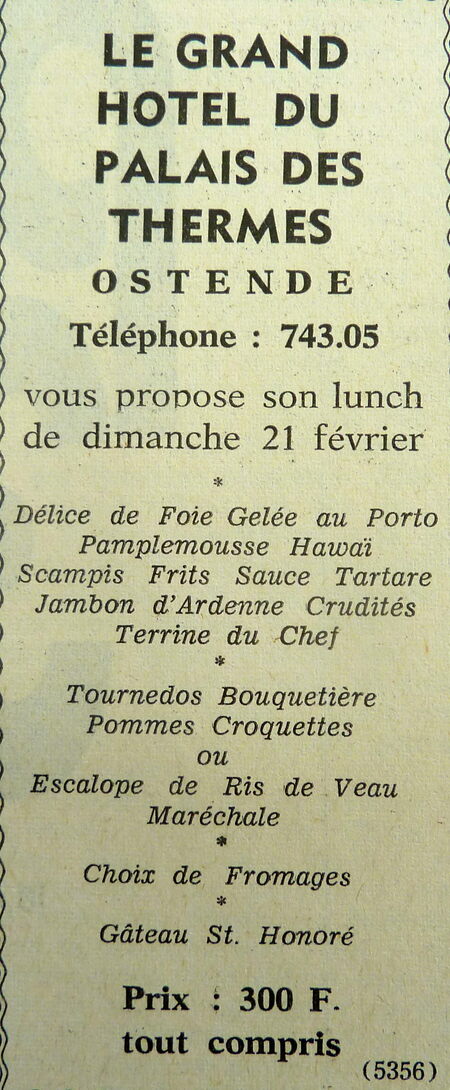 LE GRAND
HOTEL DU
PALAIS DES
THERMES
OSTENDE
Téléphone : 743.05
vous propose son lunch
de dimanche 21 février
*
Délice de Foie Gelée au Porto
Pamplemousse Hawaï
Scampis Frits Sauce Tartare
Jambon d'Ardenne Crudités
Terrine du Chef
*
Tournedos Bouquetière
Pommes Croquettes
ou
Escalope de Ris de Veau
Maréchale
*
Choix de Fromages
*
Gâteau St. Honoré
Prix : 300 F.
tout compris
(5356)